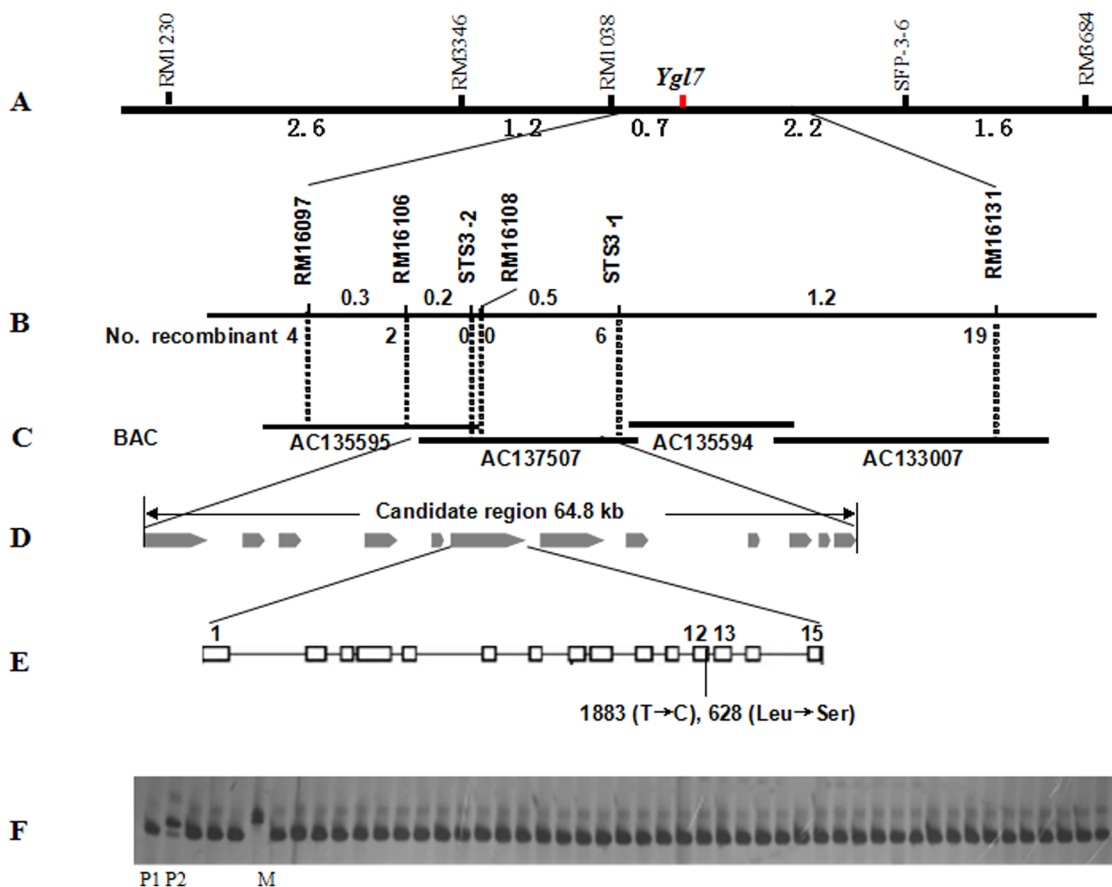 RM1230 RM3346 RM1038 Ygl7 SFP-3-6 RM3684
A
2.6 1.2 0.7 2.2 1.6
RM16097 RM16106 STS3-2 RM16108 STS3-1 RM16131
0.3 0.2 0.5 1.2
B
No. recombinant 4 2 0 0 6 19
C BAC AC135595 AC137507 AC135594 AC133007
Candidate region 64.8 kb
D
1 12 13 15
E
1883 (T→C), 628 (Leu→Ser)
F
P1 P2 M